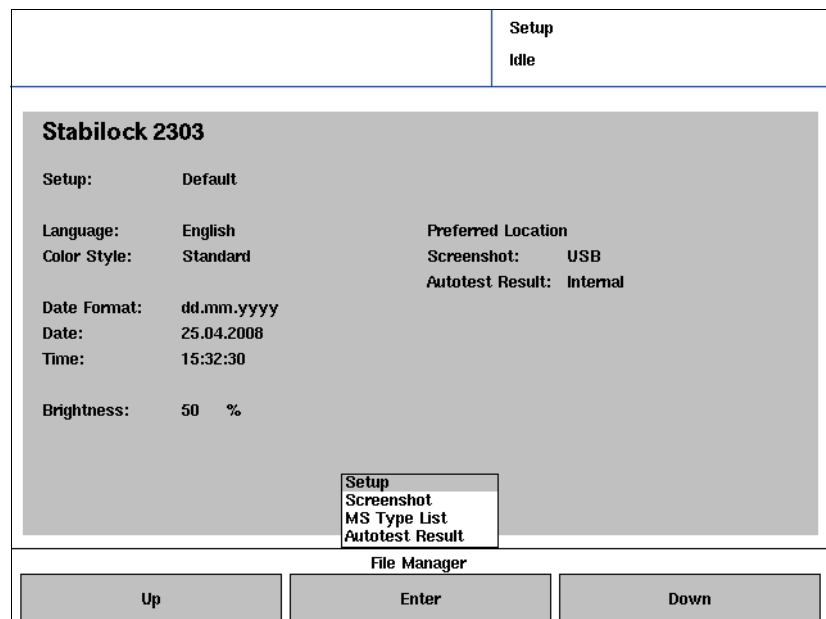 Setup
Idle
Stabilock 2303
Setup: Default
Language: English
Preferred Location
Color Style: Standard
Screenshot: USB
Autotest Result: Internal
Date Format: dd.mm.yyyy
Date: 25.04.2008
Time: 15:32:30
Brightness: 50 %
Setup
Screenshot
MS Type List
Autotest Result
File Manager
Up
Enter
Down